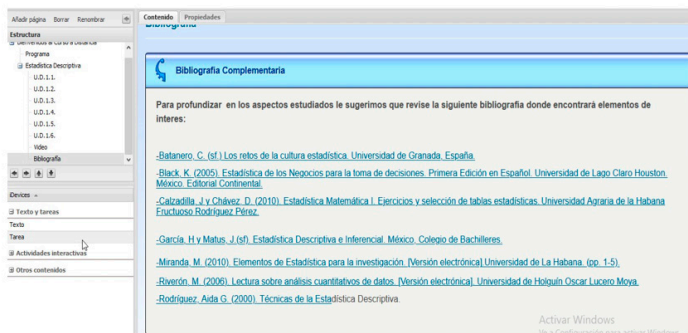 Añadir página Borrar Renombrar
Estructura
Bienvenidos al Curso a Distancia
Programa
Estadística Descriptiva
U.D.1.1.
U.D.1.2.
U.D.1.3.
U.D.1.4.
U.D.1.5.
U.D.1.6.
Video
Bibliografía
iDevices
Texto y tareas
Texto
Tarea
Actividades interactivas
Otros contenidos
Contenido Propiedades
Bibliografía
Bibliografía Complementaria
Para profundizar en los aspectos estudiados le sugerimos que revise la siguiente bibliografía donde encontrará elementos de
interes:
-Batanero, C. (sf.) Los retos de la cultura estadística. Universidad de Granada. España.
-Black, K. (2005). Estadística de los Negocios para la toma de decisiones. Primera Edición en Español. Universidad de Lago Claro Houston.
México. Editorial Continental.
-Calzadilla, J y Chávez, D. (2010). Estadística Matemática I. Ejercicios y selección de tablas estadísticas. Universidad Agraria de la Habana
Fructuoso Rodríguez Pérez.
-García, H y Matus, J.(sf). Estadística Descriptiva e Inferencial. México, Colegio de Bachilleres.
-Miranda, M. (2010). Elementos de Estadística para la investigación. [Versión electrónica].Universidad de La Habana. (pp. 1-5).
-Riverón, M. (2006). Lectura sobre análisis cuantitativos de datos. [Versión electrónica]. Universidad de Holguín Oscar Lucero Moya.
-Rodríguez, Aida G. (2000). Técnicas de la Estadística Descriptiva.
Activar Windows